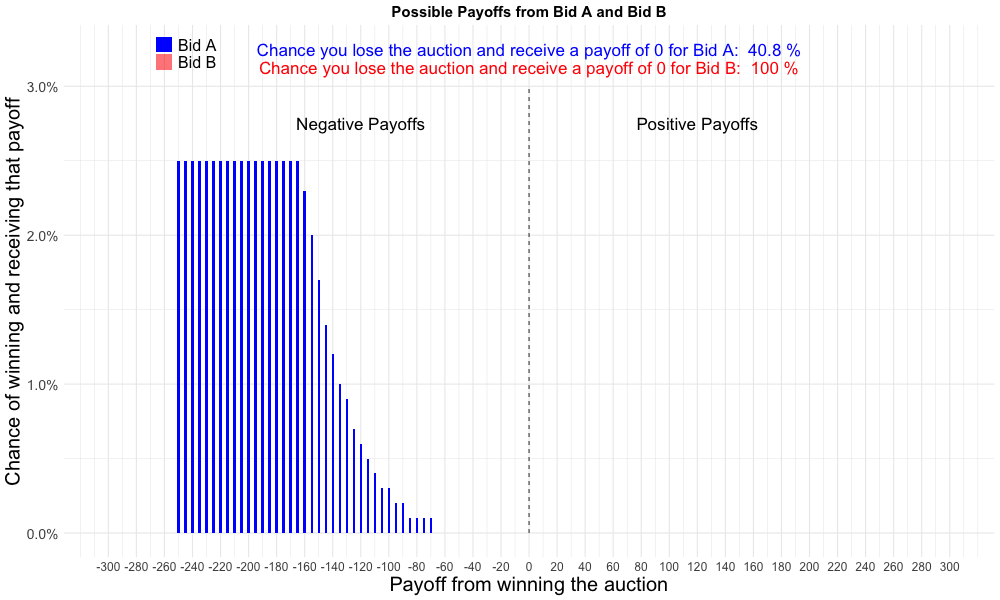 Possible Payoffs from Bid A and Bid B
Bid A
Bid B
Chance you lose the auction and receive a payoff of 0 for Bid A:  40.8 %
Chance you lose the auction and receive a payoff of 0 for Bid B:  100 %
Negative Payoffs
Positive Payoffs
Chance of winning and receiving that payoff
3.0%
2.0%
1.0%
0.0%
-300 -280 -260 -240 -220 -200 -180 -160 -140 -120 -100 -80 -60 -40 -20 0 20 40 60 80 100 120 140 160 180 200 220 240 260 280 300
Payoff from winning the auction